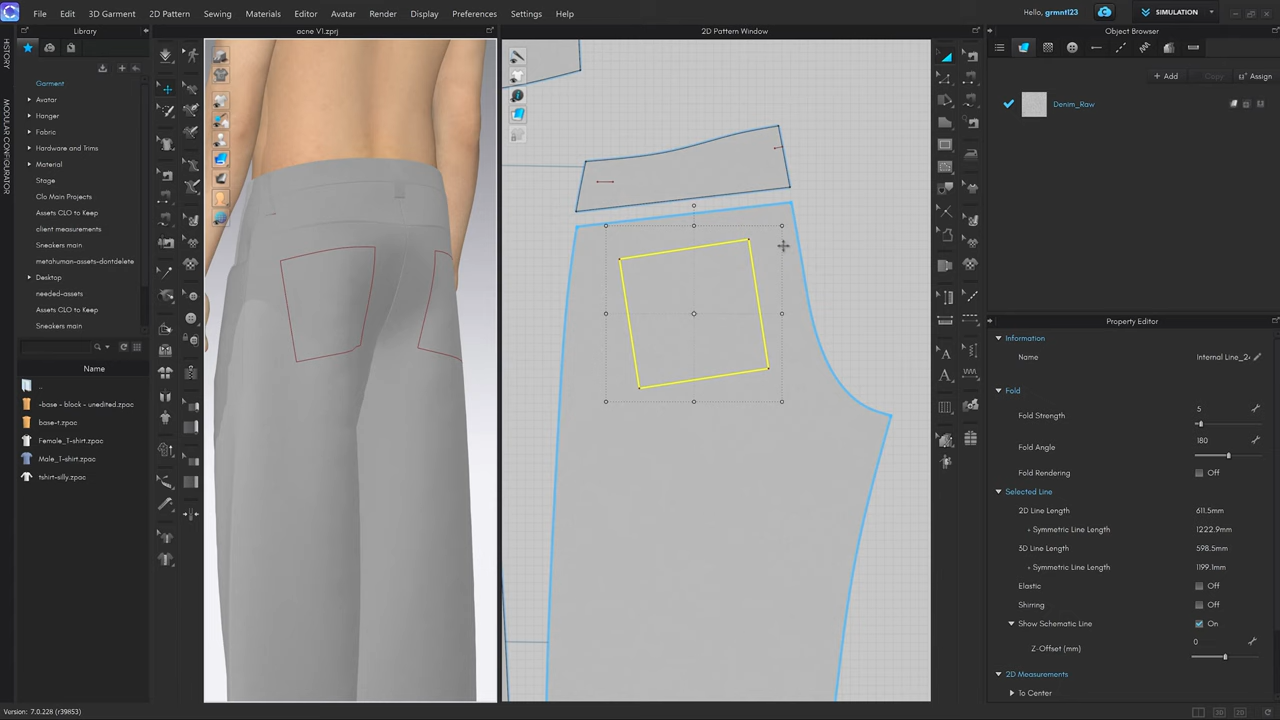 File Edit 3D Garment 2D Pattern Sewing Materials Editor Avatar Render Display Preferences Settings Help
Hello, grmnt123
SIMULATION
HISTORY
MODULAR CONFIGURATOR
Library
Garment
Avatar
Hanger
Fabric
Hardware and Trims
Material
Stage
Clo Main Projects
Assets CLO to Keep
client measurements
Sneakers main
metahuman-assets-dontdelete
Desktop
needed-assets
Assets CLO to Keep
Sneakers main
Name
..
-base - block - unedited.zpac
base-t.zpac
Female_T-shirt.zpac
Male_T-shirt.zpac
tshirt-silly.zpac
Version: 7.0.228 (r39853)
acne V1.zprj
2D Pattern Window
Object Browser
+ Add Copy Assign
Denim_Raw
Property Editor
Information
Name Internal Line_2
Fold
Fold Strength 5
Fold Angle 180
Fold Rendering Off
Selected Line
2D Line Length 611.5mm
+ Symmetric Line Length 1222.9mm
3D Line Length 598.5mm
+ Symmetric Line Length 1199.1mm
Elastic Off
Shirring Off
Show Schematic Line On
Z-Offset (mm) 0
2D Measurements
To Center